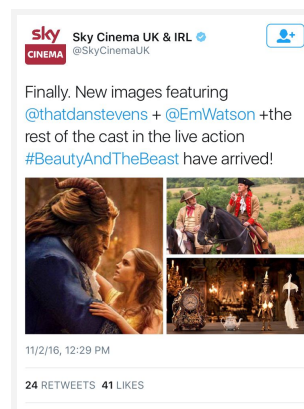 sky
CINEMA
Sky Cinema UK & IRL
@SkyCinemaUK
Finally. New images featuring
@thatdanstevens + @EmWatson +the
rest of the cast in the live action
#BeautyAndTheBeast have arrived!
11/2/16, 12:29 PM
24 RETWEETS 41 LIKES